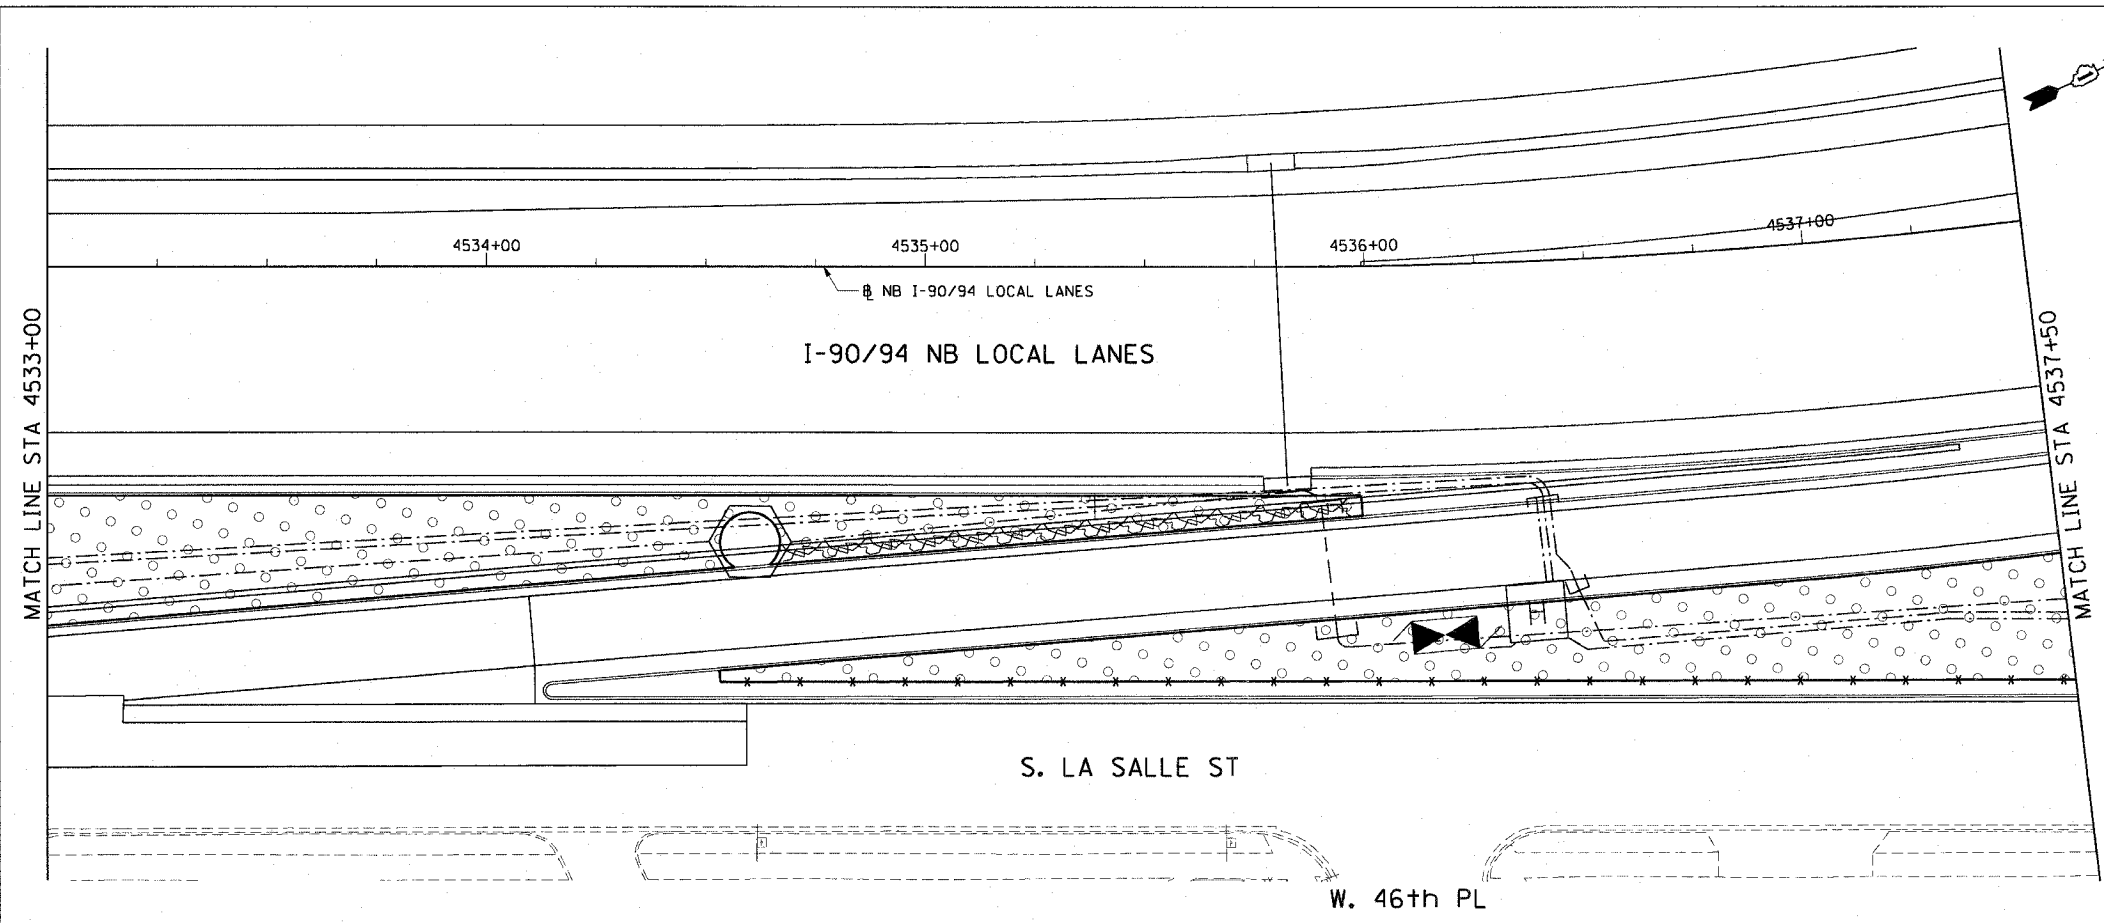 4537+00
4534+00
4535+00
4536+00
℄ NB I-90/94 LOCAL LANES
I-90/94 NB LOCAL LANES
MATCH LINE STA 4533+00
MATCH LINE STA 4537+50
S. LA SALLE ST
W. 46th PL